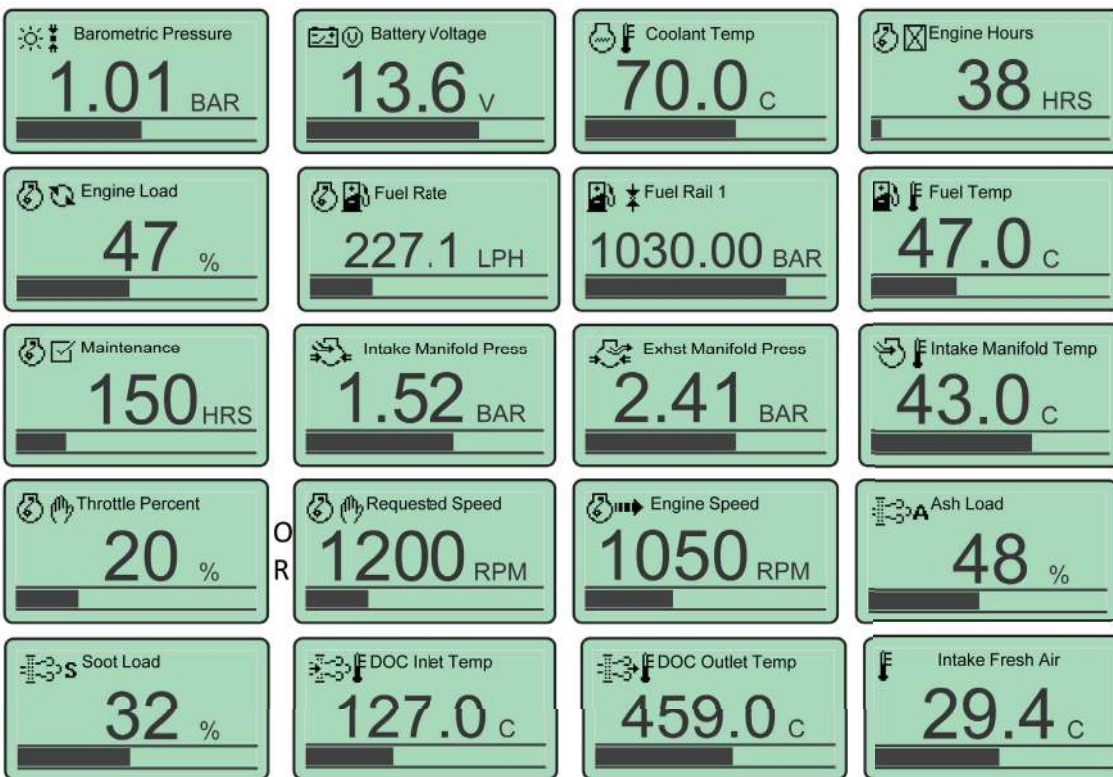 Barometric Pressure
1.01 BAR
Battery Voltage
13.6 V
Coolant Temp
70.0 C
Engine Hours
38 HRS
Engine Load
47 %
Fuel Rate
227.1 LPH
Fuel Rail 1
1030.00 BAR
Fuel Temp
47.0 C
Maintenance
150 HRS
Intake Manifold Press
1.52 BAR
Exhst Manifold Press
2.41 BAR
Intake Manifold Temp
43.0 C
Throttle Percent
20 %
O
R
Requested Speed
1200 RPM
Engine Speed
1050 RPM
A Ash Load
48 %
S Soot Load
32 %
DOC Inlet Temp
127.0 C
DOC Outlet Temp
459.0 C
Intake Fresh Air
29.4 C